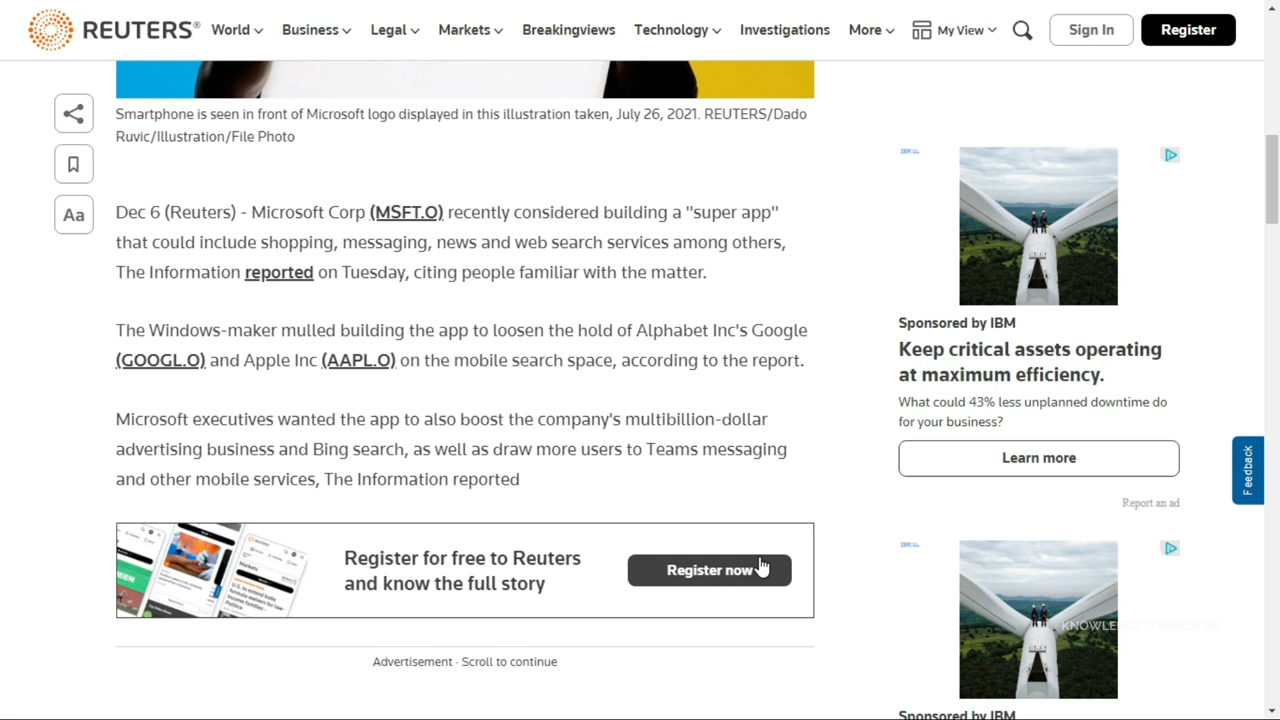 REUTERS®
World
Business
Legal
Markets
Breakingviews
Technology
Investigations
More
My View
Sign In
Register
Smartphone is seen in front of Microsoft logo displayed in this illustration taken, July 26, 2021. REUTERS/Dado
Ruvic/Illustration/File Photo
Aa
Dec 6 (Reuters) - Microsoft Corp (MSFT.O) recently considered building a "super app"
that could include shopping, messaging, news and web search services among others,
The Information reported on Tuesday, citing people familiar with the matter.
The Windows-maker mulled building the app to loosen the hold of Alphabet Inc's Google
(GOOGL.O) and Apple Inc (AAPL.O) on the mobile search space, according to the report.
Microsoft executives wanted the app to also boost the company's multibillion-dollar
advertising business and Bing search, as well as draw more users to Teams messaging
and other mobile services, The Information reported
Register for free to Reuters
and know the full story
Register now
Advertisement · Scroll to continue
Sponsored by IBM
Keep critical assets operating
at maximum efficiency.
What could 43% less unplanned downtime do
for your business?
Learn more
Report an ad
Feedback
Sponsored by IBM